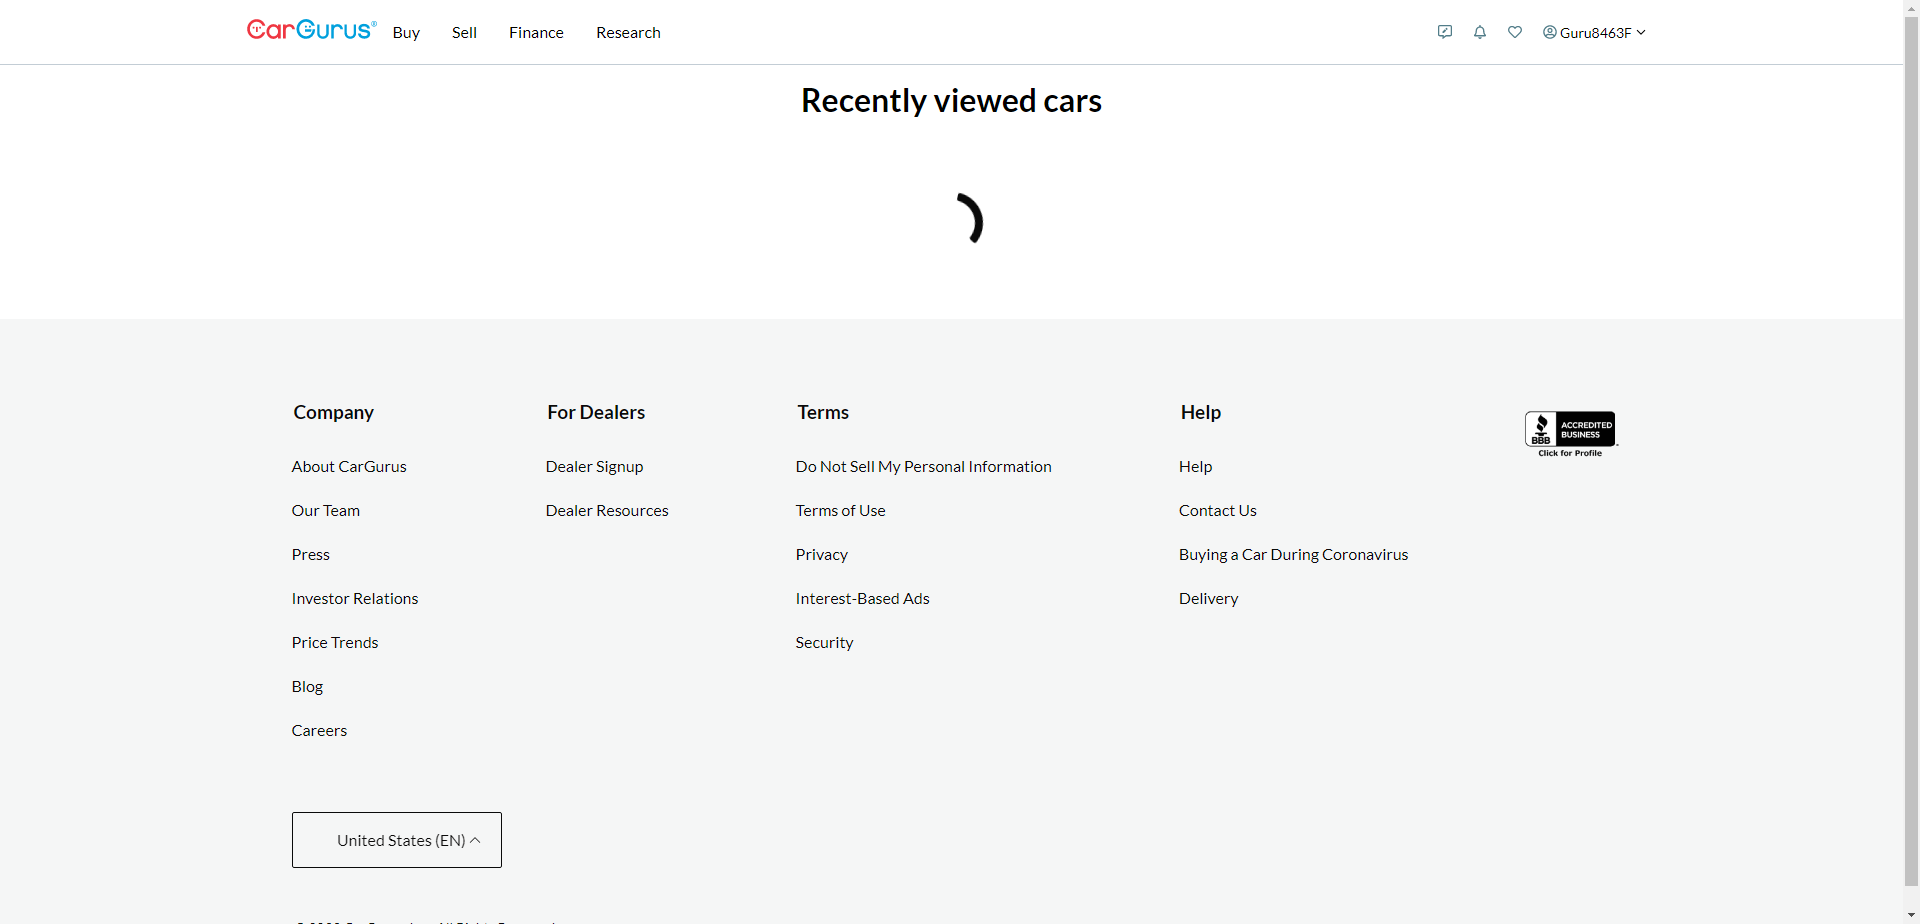 CarGurus®
Buy
Sell
Finance
Research
Guru8463F
Recently viewed cars
Company
About CarGurus
Our Team
Press
Investor Relations
Price Trends
Blog
Careers
For Dealers
Dealer Signup
Dealer Resources
Terms
Do Not Sell My Personal Information
Terms of Use
Privacy
Interest-Based Ads
Security
Help
Help
Contact Us
Buying a Car During Coronavirus
Delivery
BBB
ACCREDITED
BUSINESS
Click for Profile
United States (EN)